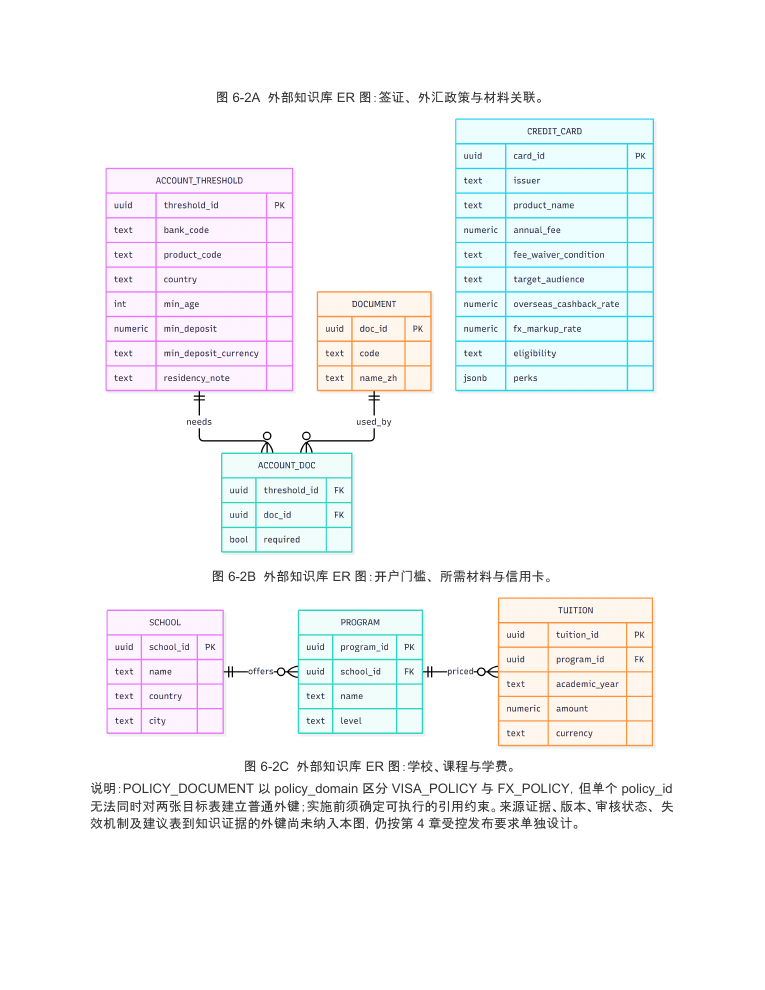 图 6-2A 外部知识库 ER 图：签证、外汇政策与材料关联。
CREDIT_CARD
uuid card_id PK
text issuer
text product_name
numeric annual_fee
text fee_waiver_condition
text target_audience
numeric overseas_cashback_rate
numeric fx_markup_rate
text eligibility
jsonb perks
ACCOUNT_THRESHOLD
uuid threshold_id PK
text bank_code
text product_code
text country
int min_age
numeric min_deposit
text min_deposit_currency
text residency_note
DOCUMENT
uuid doc_id PK
text code
text name_zh
needs
used_by
ACCOUNT_DOC
uuid threshold_id FK
uuid doc_id FK
bool required
图 6-2B 外部知识库 ER 图：开户门槛、所需材料与信用卡。
SCHOOL
uuid school_id PK
text name
text country
text city
offers
PROGRAM
uuid program_id PK
uuid school_id FK
text name
text level
priced
TUITION
uuid tuition_id PK
uuid program_id FK
text academic_year
numeric amount
text currency
图 6-2C 外部知识库 ER 图：学校、课程与学费。
说明：POLICY_DOCUMENT 以 policy_domain 区分 VISA_POLICY 与 FX_POLICY，但单个 policy_id
无法同时对两张目标表建立普通外键；实施前须确定可执行的引用约束。来源证据、版本、审核状态、失
效机制及建议表到知识证据的外键尚未纳入本图，仍按第 4 章受控发布要求单独设计。